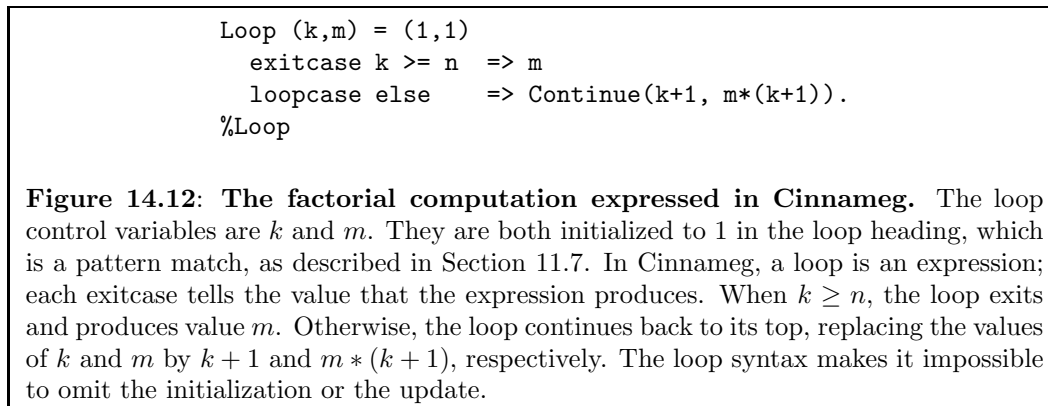 Loop (k,m) = (1,1)
  exitcase k >= n  => m
  loopcase else    => Continue(k+1, m*(k+1)).
%Loop
Figure 14.12: The factorial computation expressed in Cinnameg. The loop
control variables are k and m. They are both initialized to 1 in the loop heading, which
is a pattern match, as described in Section 11.7. In Cinnameg, a loop is an expression;
each exitcase tells the value that the expression produces. When k ≥ n, the loop exits
and produces value m. Otherwise, the loop continues back to its top, replacing the values
of k and m by k + 1 and m ∗ (k + 1), respectively. The loop syntax makes it impossible
to omit the initialization or the update.